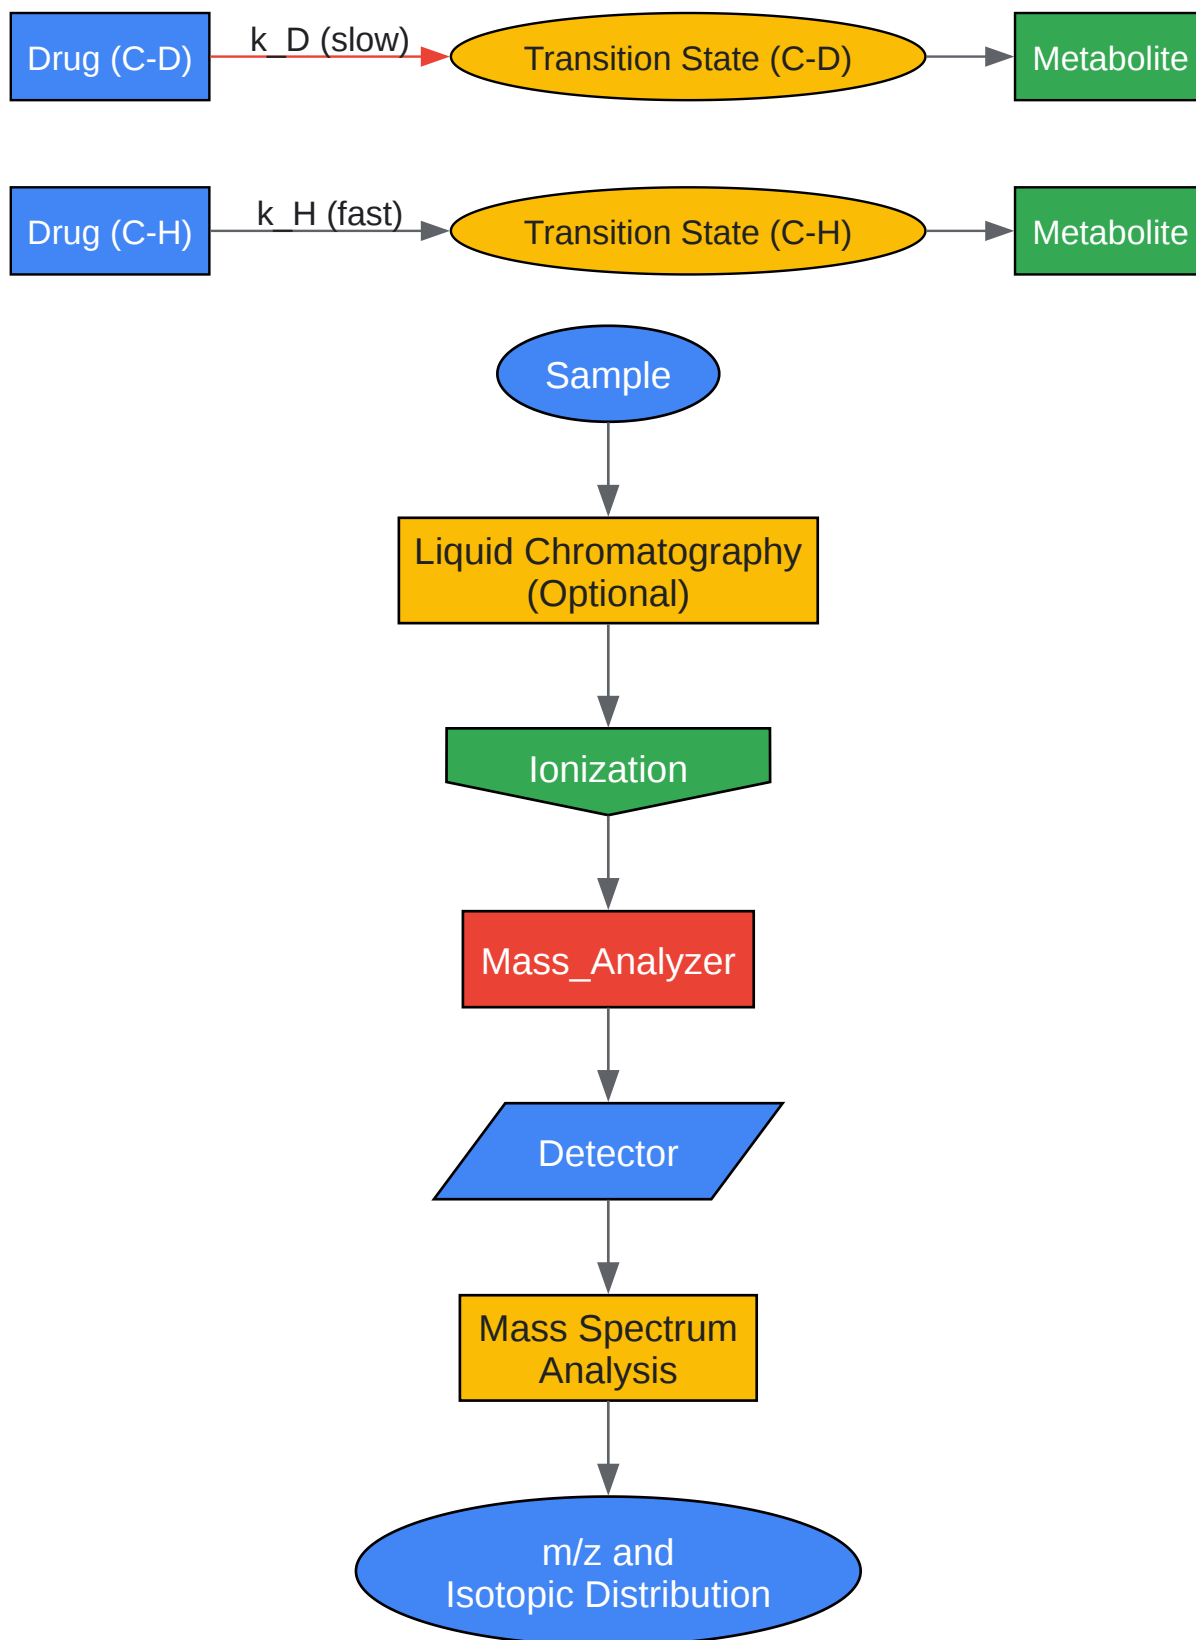 Drug (C-D)
k_D (slow)
Transition State (C-D)
Metabolite
Drug (C-H)
k_H (fast)
Transition State (C-H)
Metabolite
Sample
Liquid Chromatography
(Optional)
Ionization
Mass_Analyzer
Detector
Mass Spectrum
Analysis
m/z and
Isotopic Distribution